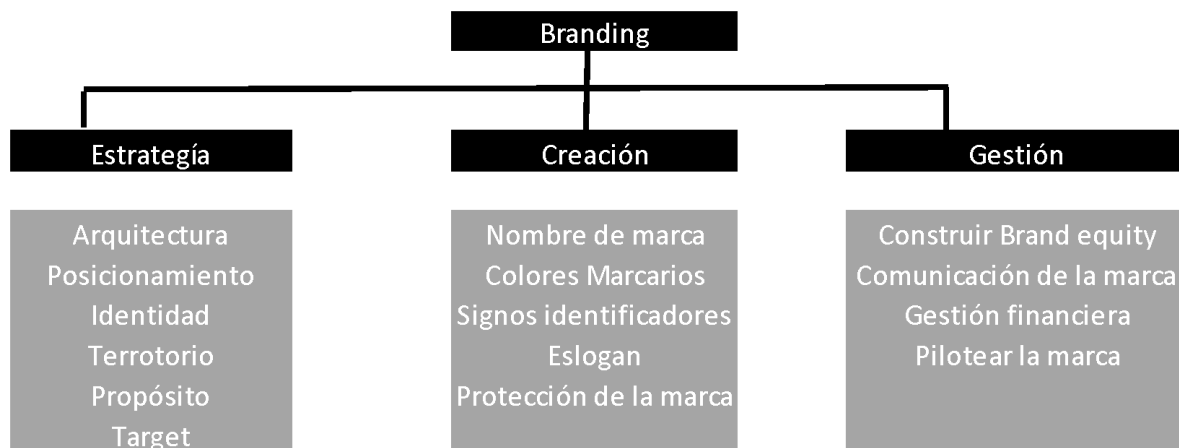 Branding
Estrategía
Creación
Gestión
Arquitectura
Posicionamiento
Identidad
Terrotorio
Propósito
Target
Nombre de marca
Colores Marcarios
Signos identificadores
Eslogan
Protección de la marca
Construir Brand equity
Comunicación de la marca
Gestión financiera
Pilotear la marca